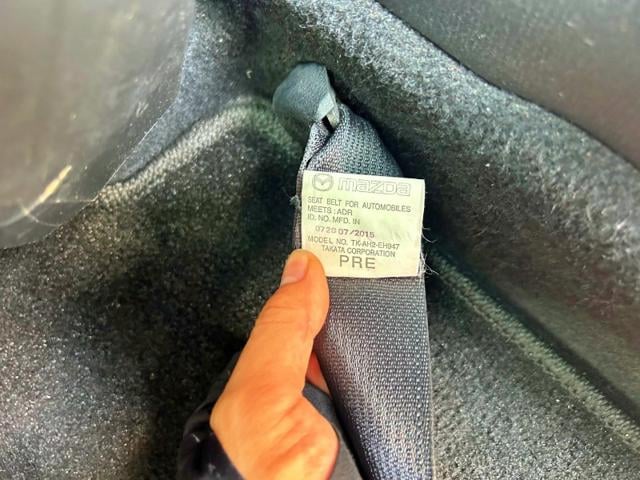 mazda
SEAT BELT FOR AUTOMOBILES
MEETS :ADR
ID. NO. MFD. IN
0720 07/2015
MODEL NO. TK-AH2-EH947
TAKATA CORPORATION
PRE